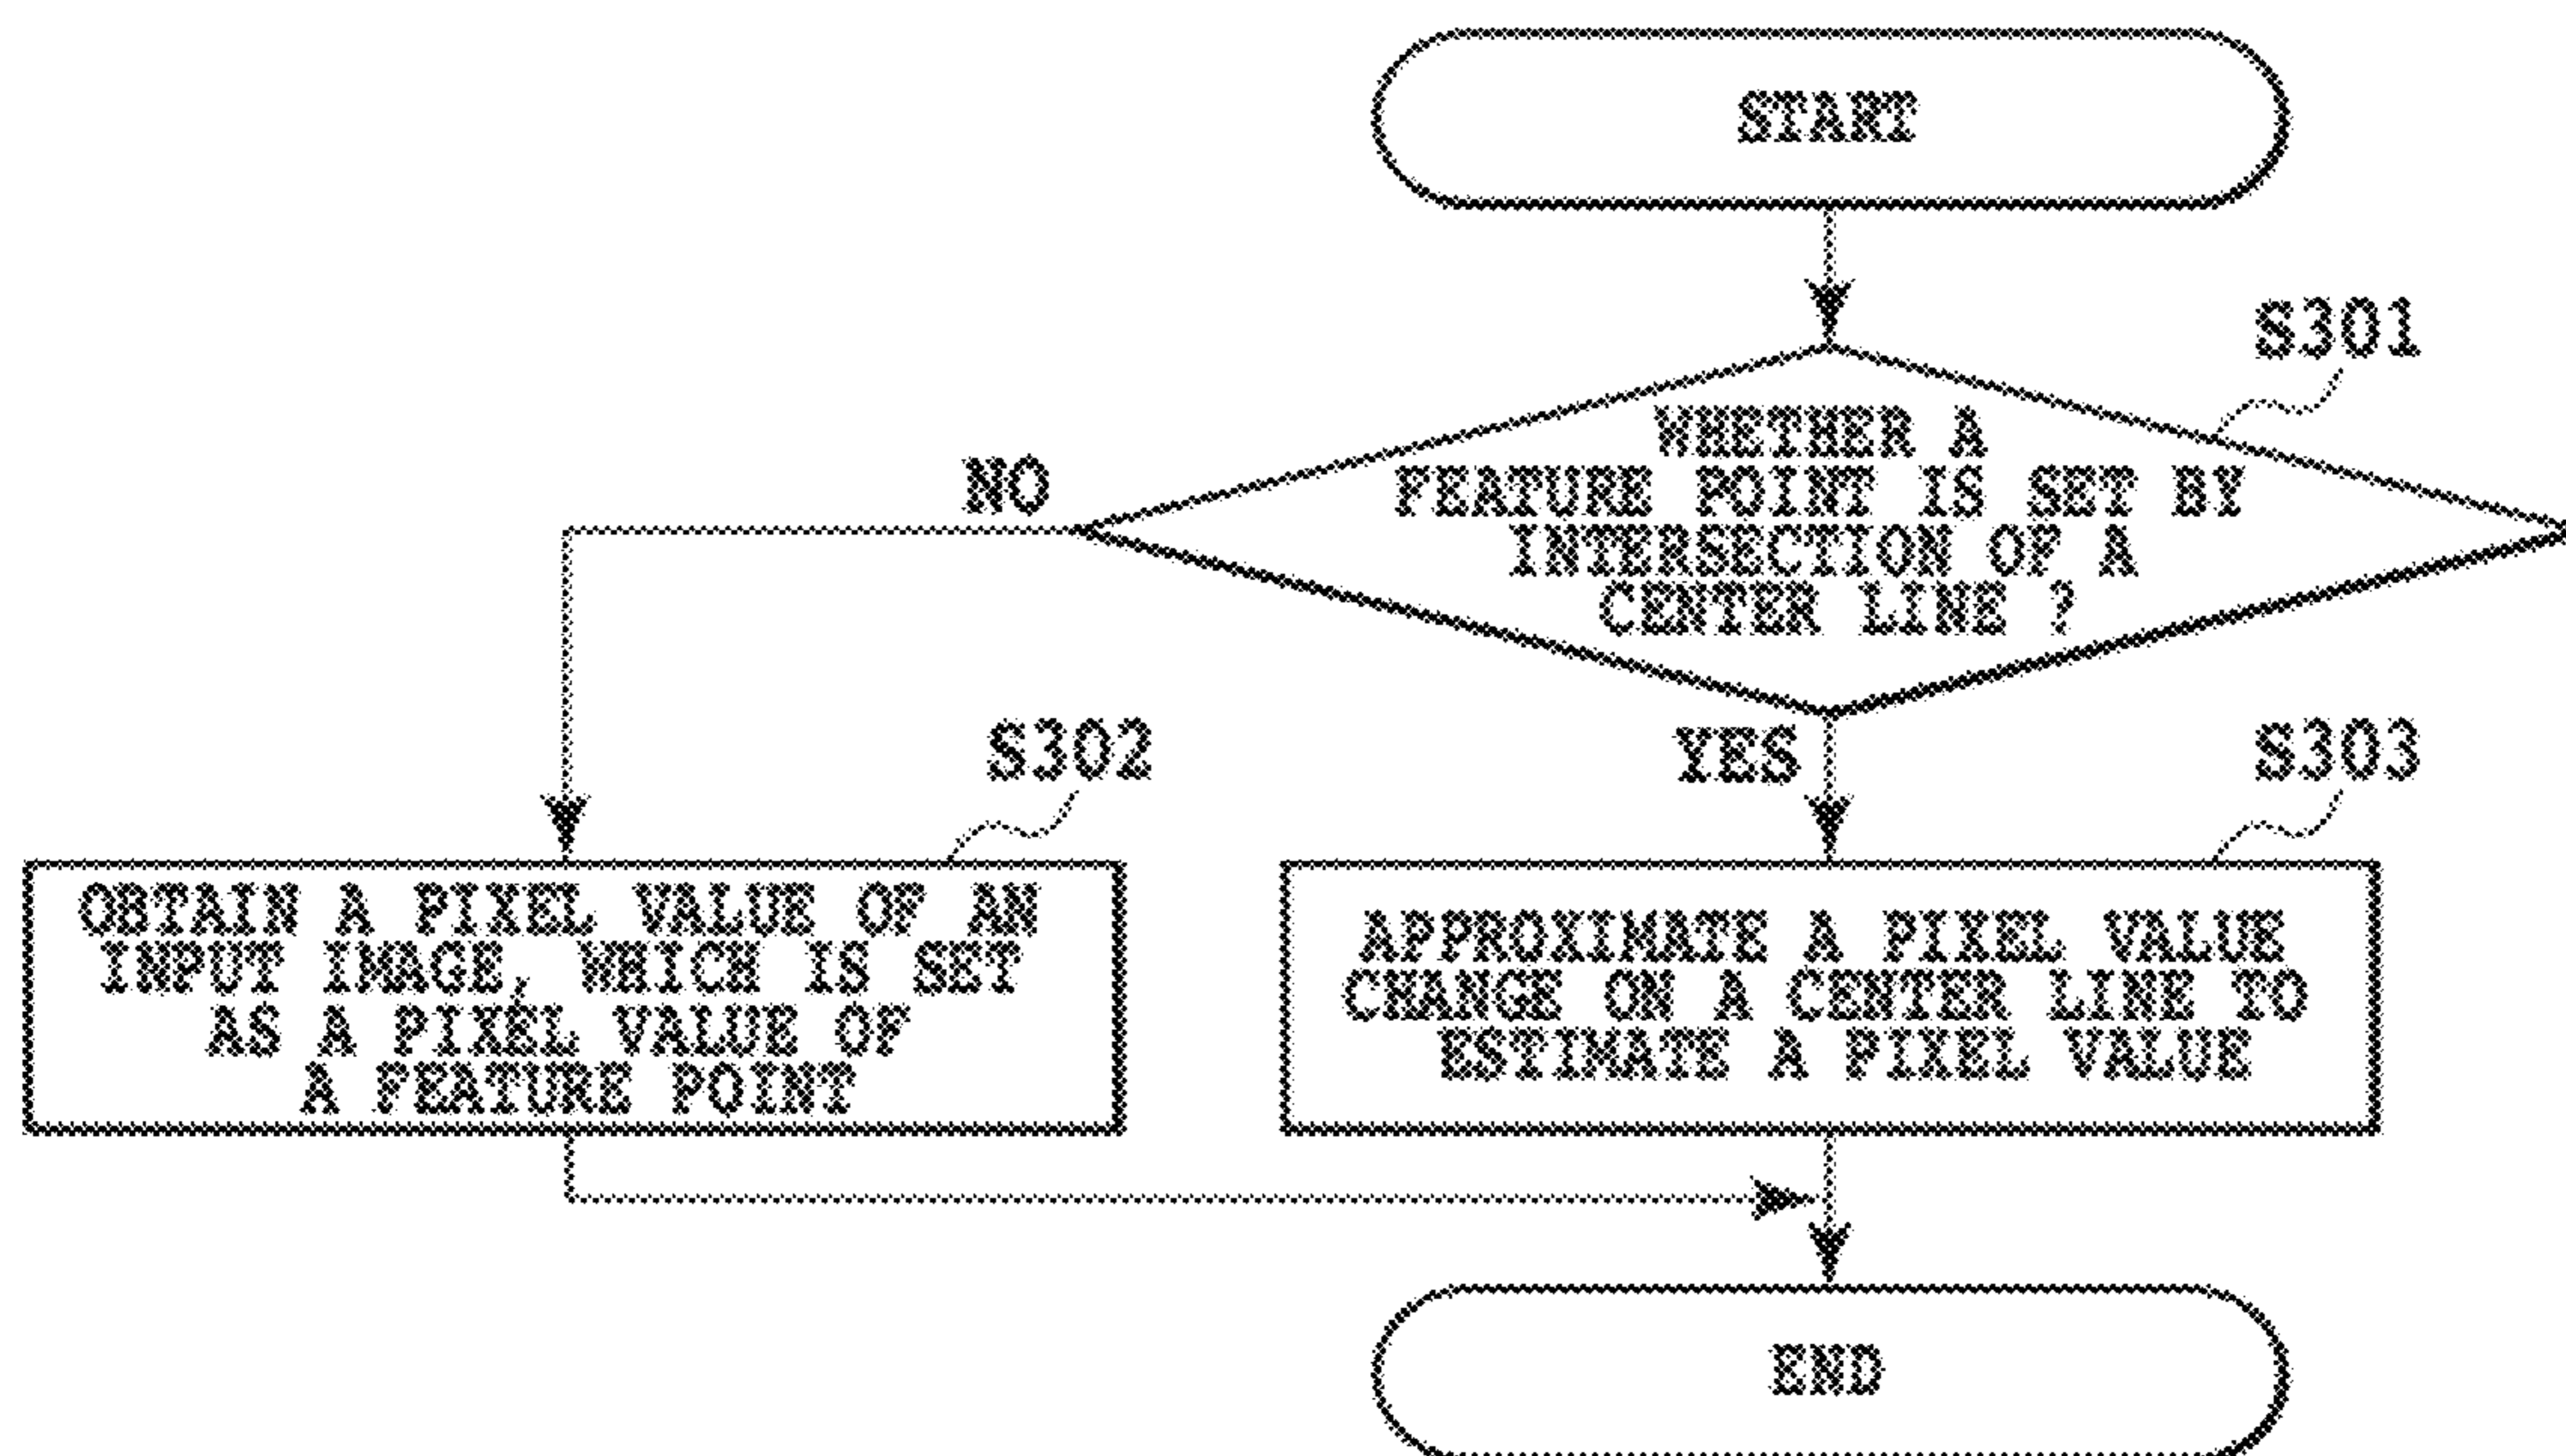 START
S301
WHETHER A
FEATURE POINT IS SET BY
INTERSECTION OF A
CENTER LINE ?
NO
YES
S302
S303
OBTAIN A PIXEL VALUE OF AN
INPUT IMAGE, WHICH IS SET
AS A PIXEL VALUE OF
A FEATURE POINT
APPROXIMATE A PIXEL VALUE
CHANGE ON A CENTER LINE TO
ESTIMATE A PIXEL VALUE
END